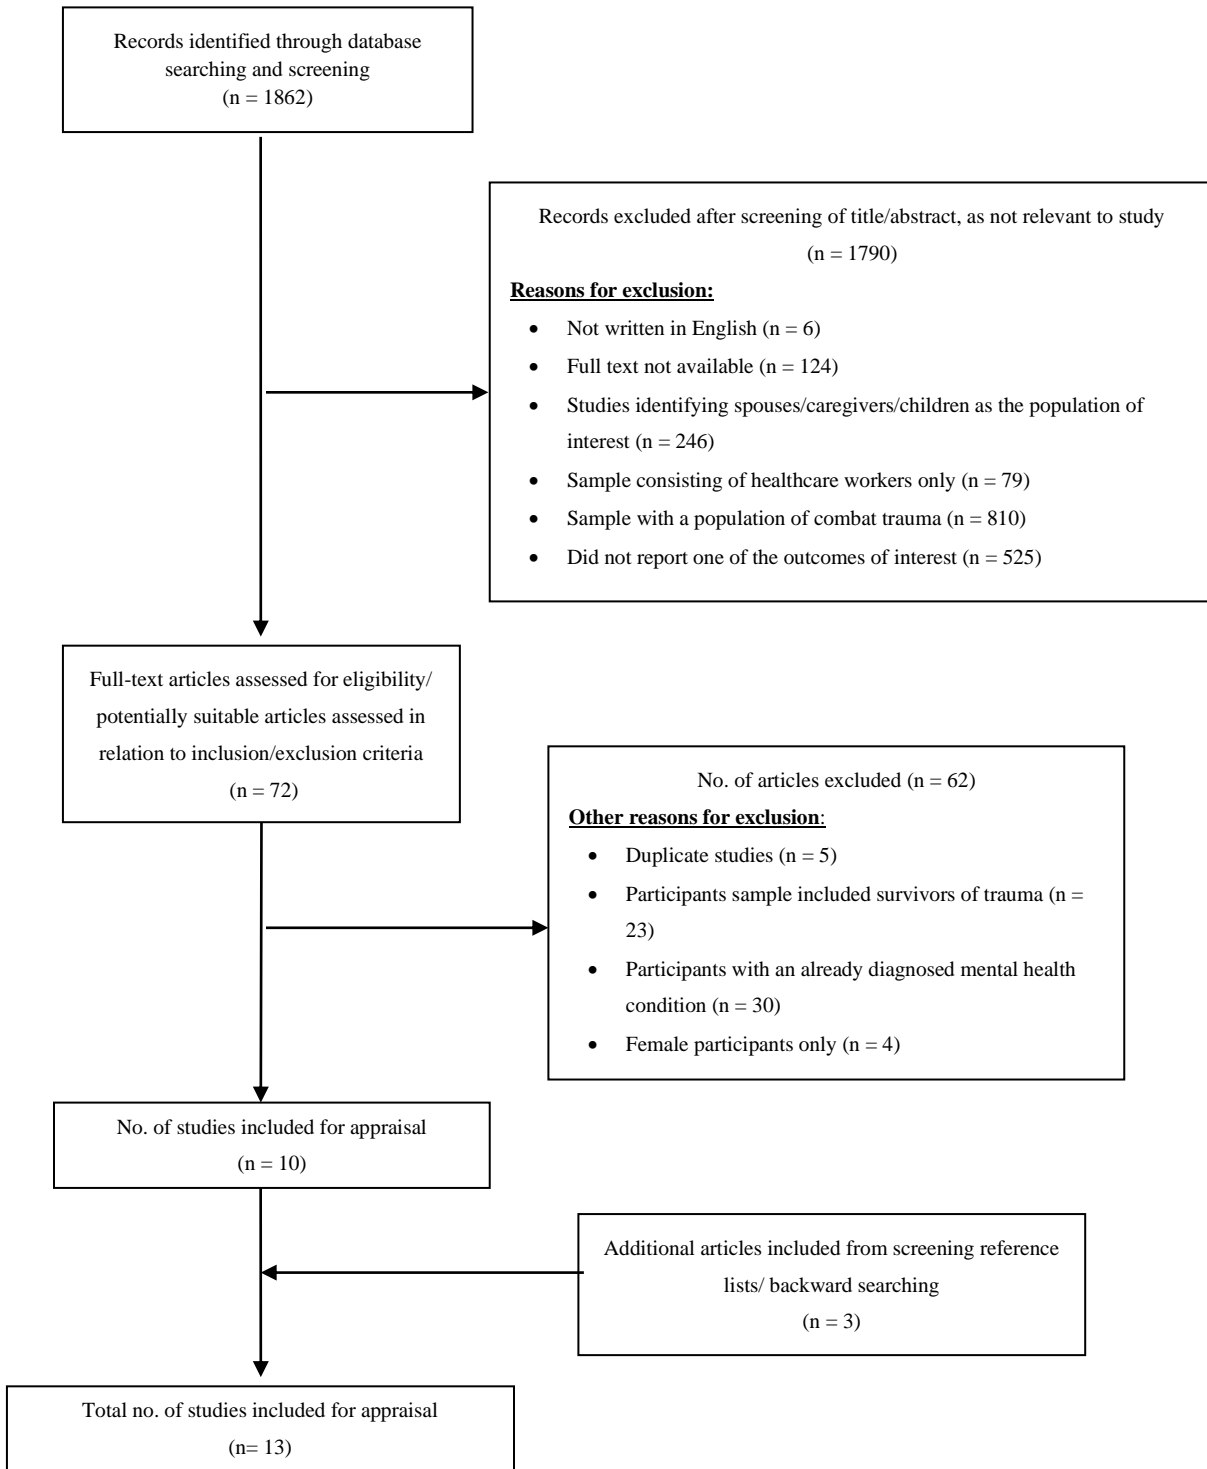 Records identified through database
searching and screening
(n = 1862)
Records excluded after screening of title/abstract, as not relevant to study
(n = 1790)
Reasons for exclusion:
• Not written in English (n = 6)
• Full text not available (n = 124)
• Studies identifying spouses/caregivers/children as the population of
interest (n = 246)
• Sample consisting of healthcare workers only (n = 79)
• Sample with a population of combat trauma (n = 810)
• Did not report one of the outcomes of interest (n = 525)
Full-text articles assessed for eligibility/
potentially suitable articles assessed in
relation to inclusion/exclusion criteria
(n = 72)
No. of articles excluded (n = 62)
Other reasons for exclusion:
• Duplicate studies (n = 5)
• Participants sample included survivors of trauma (n =
23)
• Participants with an already diagnosed mental health
condition (n = 30)
• Female participants only (n = 4)
No. of studies included for appraisal
(n = 10)
Additional articles included from screening reference
lists/ backward searching
(n = 3)
Total no. of studies included for appraisal
(n= 13)